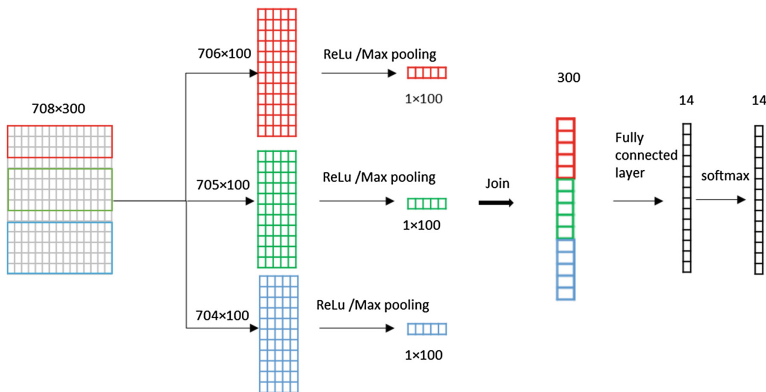 708×300
706×100
ReLu /Max pooling
1×100
705×100
ReLu /Max pooling
1×100
704×100
ReLu /Max pooling
1×100
Join
300
Fully
connected
layer
14
softmax
14